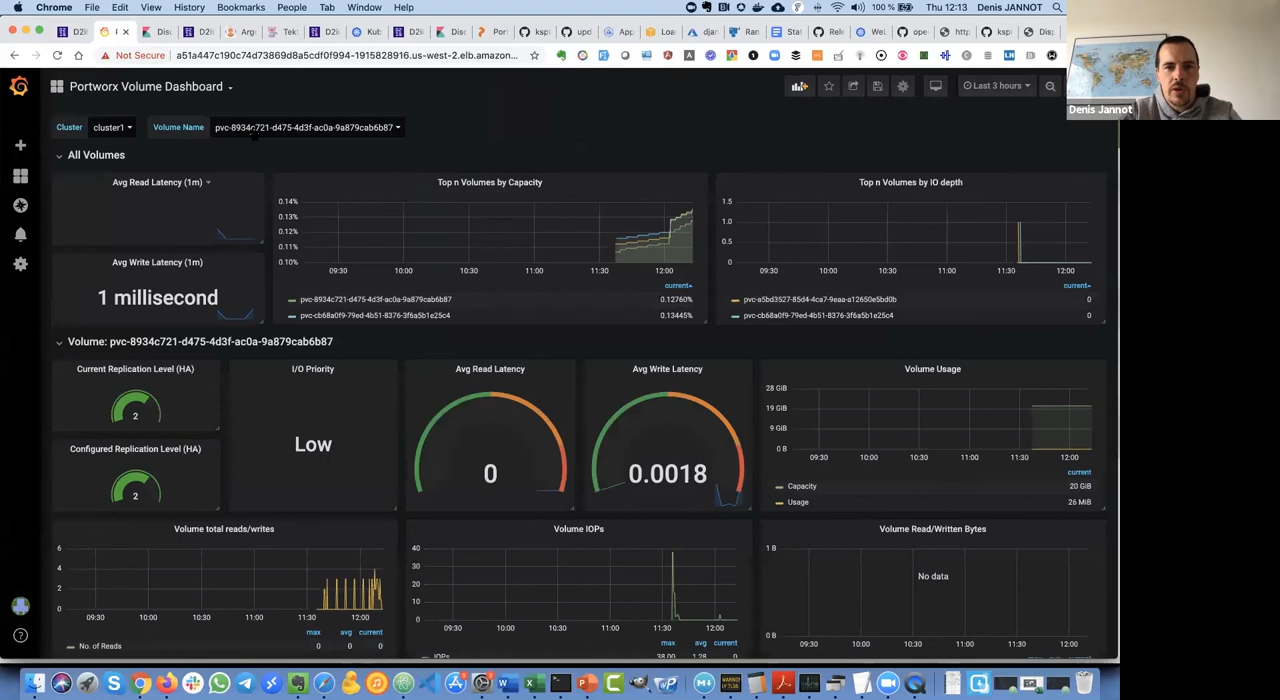 Chrome File Edit View History Bookmarks People Tab Window Help
100 % Thu 12:13 Denis JANNOT
Not Secure a51a447c190c7473869d8a5cdf0f994-1915828916.us-west-2.elb.amazon...
Denis Jannot
Portworx Volume Dashboard
Last 3 hours
Cluster cluster1 Volume Name pvc-8934c721-d475-4d3f-ac0a-9a879cab6b87
All Volumes
Avg Read Latency (1m)
Avg Write Latency (1m)
1 millisecond
Top n Volumes by Capacity
0.14%
0.13%
0.12%
0.11%
0.10%
09:30 10:00 10:30 11:00 11:30 12:00
current
pvc-8934c721-d475-4d3f-ac0a-9a879cab6b87 0.12760%
pvc-cb68a0f9-79ed-4b51-8376-3f6a5b1e25c4 0.13445%
Top n Volumes by IO depth
1.5
1.0
0.5
0
09:30 10:00 10:30 11:00 11:30 12:00
current
pvc-a5bd3527-85d4-4ca7-9eaa-a12650e5bd0b 0
pvc-cb68a0f9-79ed-4b51-8376-3f6a5b1e25c4 0
Volume: pvc-8934c721-d475-4d3f-ac0a-9a879cab6b87
Current Replication Level (HA)
2
Configured Replication Level (HA)
2
I/O Priority
Low
Avg Read Latency
0
Avg Write Latency
0.0018
Volume Usage
28 GiB
19 GiB
9 GiB
0 B
09:30 10:00 10:30 11:00 11:30 12:00
current
Capacity 20 GiB
Usage 26 MiB
Volume total reads/writes
6
4
2
0
09:30 10:00 10:30 11:00 11:30 12:00
max avg current
No. of Reads 0 0 0
Volume IOPs
40
30
20
10
0
09:30 10:00 10:30 11:00 11:30 12:00
max avg current
IOPs 38.00 1.28 0
Volume Read/Written Bytes
1 B
No data
0 B
09:30 10:00 10:30 11:00 11:30 12:00